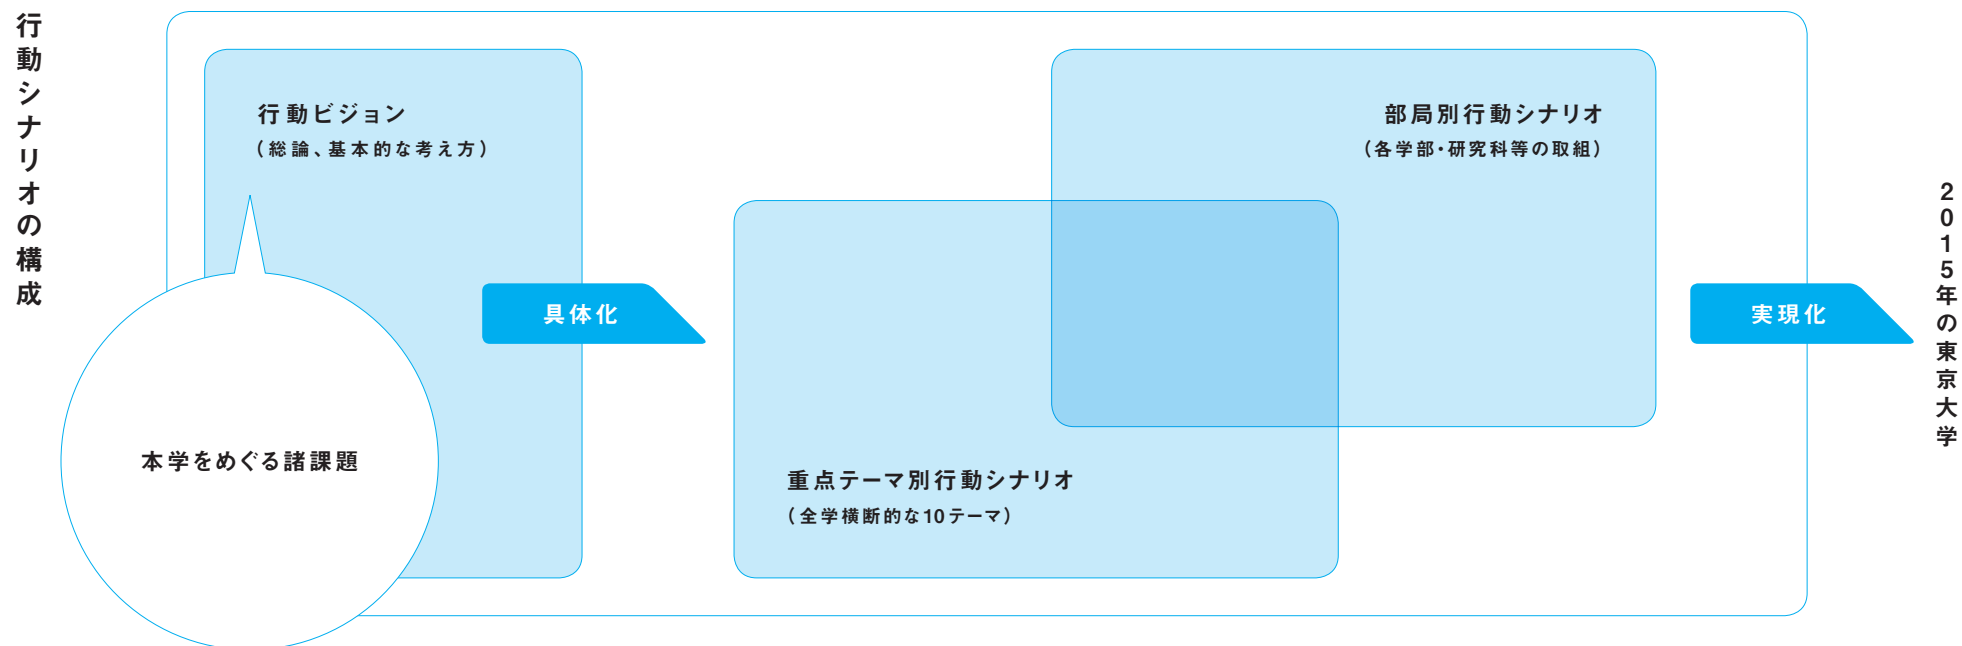 行動シナリオの構成
行動ビジョン
（総論、基本的な考え方）
部局別行動シナリオ
（各学部・研究科等の取組）
具体化
実現化
本学をめぐる諸課題
重点テーマ別行動シナリオ
（全学横断的な10テーマ）
2015年の東京大学